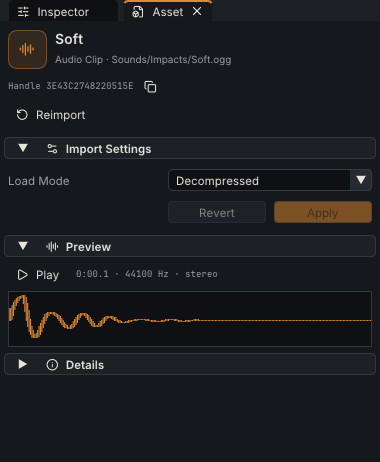 Inspector
Asset
Soft
Audio Clip · Sounds/Impacts/Soft.ogg
Handle 3E43C2748220515E
Reimport
Import Settings
Load Mode
Decompressed
Revert
Apply
Preview
Play
0:00.1 · 44100 Hz · stereo
Details